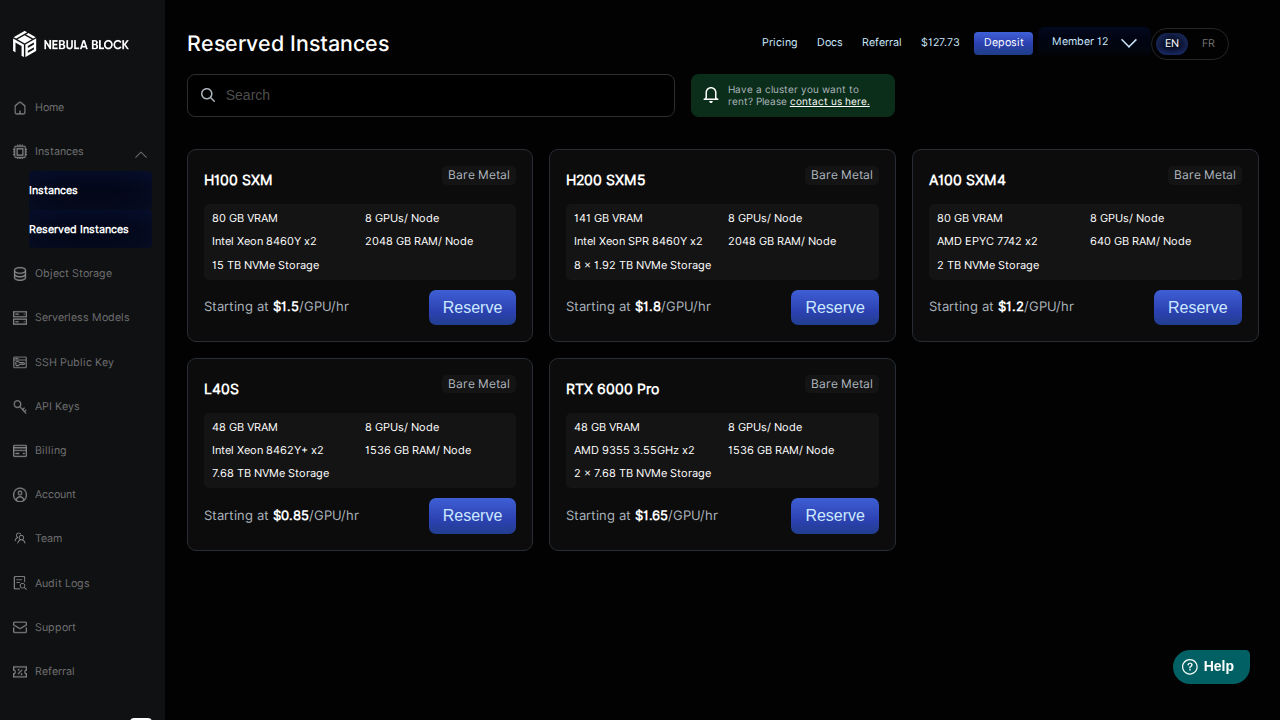 NEBULA BLOCK
Home
Instances
Instances
Reserved Instances
Object Storage
Serverless Models
SSH Public Key
API Keys
Billing
Account
Team
Audit Logs
Support
Referral
Reserved Instances
Pricing
Docs
Referral
$127.73
Deposit
Member 12
EN
FR
Search
Have a cluster you want to
rent? Please contact us here.
H100 SXM
Bare Metal
80 GB VRAM
8 GPUs/ Node
Intel Xeon 8460Y x2
2048 GB RAM/ Node
15 TB NVMe Storage
Starting at $1.5/GPU/hr
Reserve
H200 SXM5
Bare Metal
141 GB VRAM
8 GPUs/ Node
Intel Xeon SPR 8460Y x2
2048 GB RAM/ Node
8 × 1.92 TB NVMe Storage
Starting at $1.8/GPU/hr
Reserve
A100 SXM4
Bare Metal
80 GB VRAM
8 GPUs/ Node
AMD EPYC 7742 x2
640 GB RAM/ Node
2 TB NVMe Storage
Starting at $1.2/GPU/hr
Reserve
L40S
Bare Metal
48 GB VRAM
8 GPUs/ Node
Intel Xeon 8462Y+ x2
1536 GB RAM/ Node
7.68 TB NVMe Storage
Starting at $0.85/GPU/hr
Reserve
RTX 6000 Pro
Bare Metal
48 GB VRAM
8 GPUs/ Node
AMD 9355 3.55GHz x2
1536 GB RAM/ Node
2 × 7.68 TB NVMe Storage
Starting at $1.65/GPU/hr
Reserve
Help